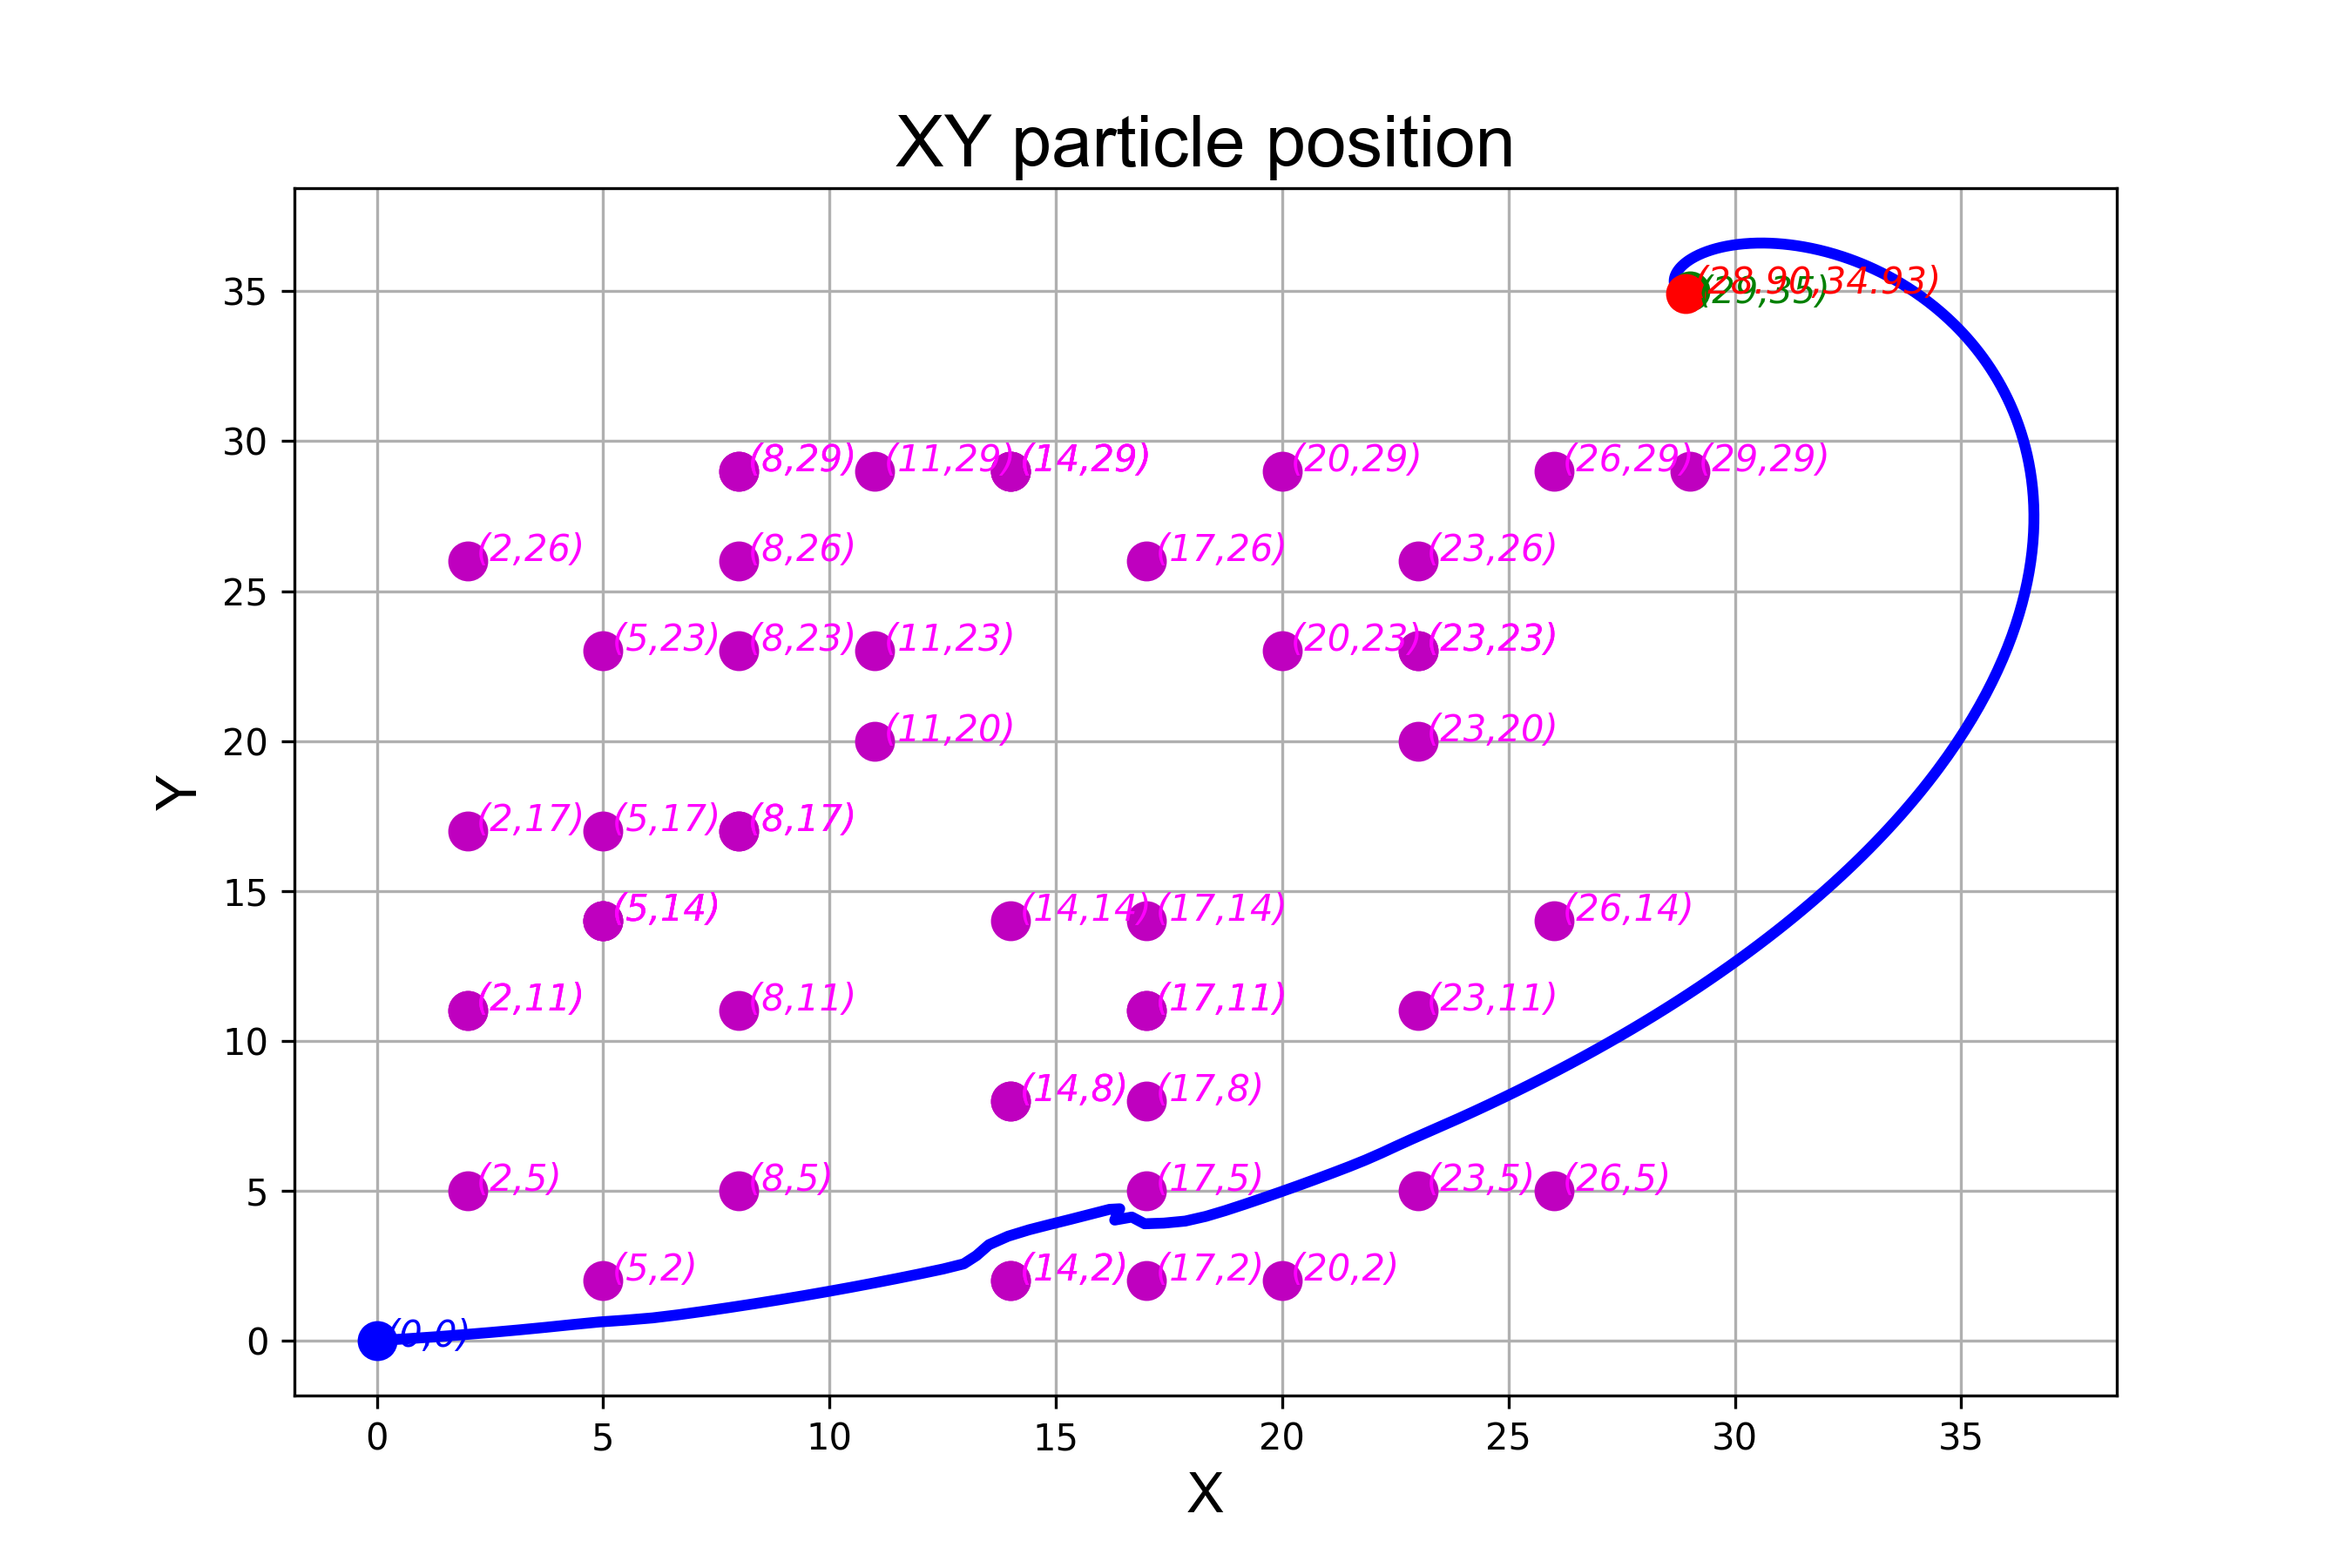 XY particle position
35
(28.90,34.93)
(29,35)
30
(8,29) (11,29) (14,29) (20,29) (26,29) (29,29)
(2,26) (8,26) (17,26) (23,26)
25
(5,23) (8,23) (11,23) (20,23) (23,23)
20
(11,20) (23,20)
(2,17) (5,17) (8,17)
15
(5,14) (14,14) (17,14) (26,14)
(2,11) (8,11) (17,11) (23,11)
10
(14,8) (17,8)
5
(2,5) (8,5) (17,5) (23,5) (26,5)
(5,2) (14,2) (17,2) (20,2)
0
(0,0)
Y
0 5 10 15 20 25 30 35
X